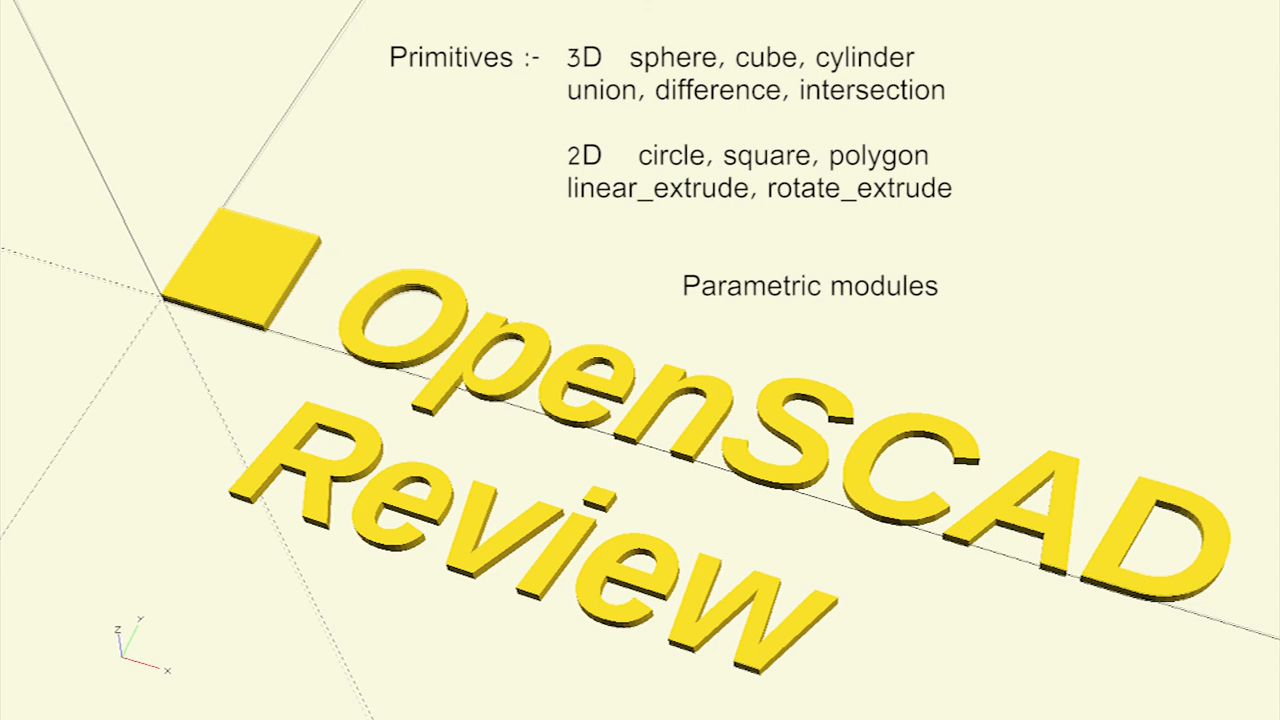 Primitives :- 3D sphere, cube, cylinder
union, difference, intersection
2D circle, square, polygon
linear_extrude, rotate_extrude
Parametric modules
OpenSCAD
Review
Z
Y
X